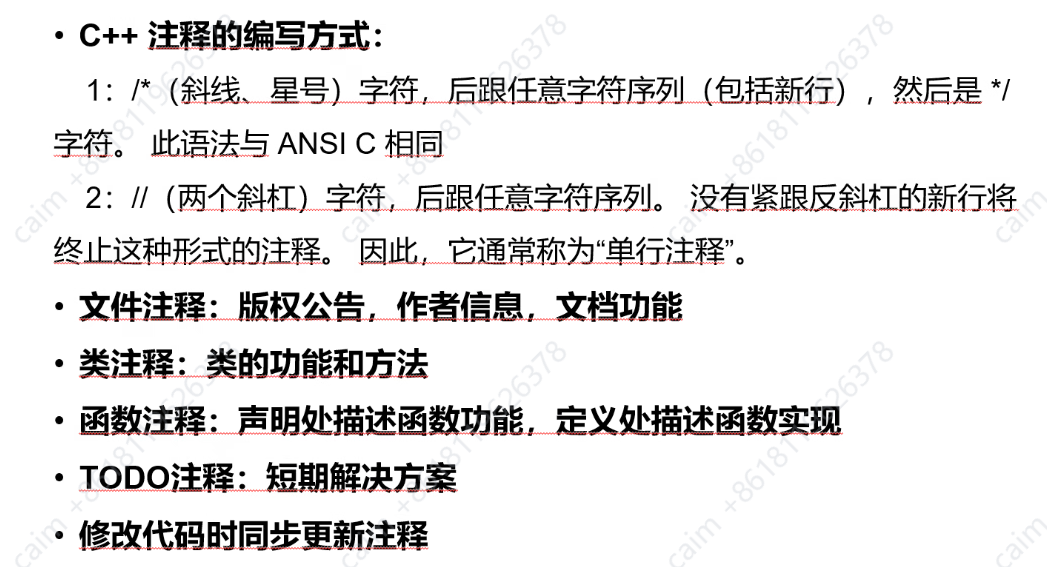 • C++ 注释的编写方式：
1：/*（斜线、星号）字符，后跟任意字符序列（包括新行），然后是 */
字符。 此语法与 ANSI C 相同
2：//（两个斜杠）字符，后跟任意字符序列。 没有紧跟反斜杠的新行将
终止这种形式的注释。 因此，它通常称为“单行注释”。
• 文件注释：版权公告，作者信息，文档功能
• 类注释：类的功能和方法
• 函数注释：声明处描述函数功能，定义处描述函数实现
• TODO注释：短期解决方案
• 修改代码时同步更新注释